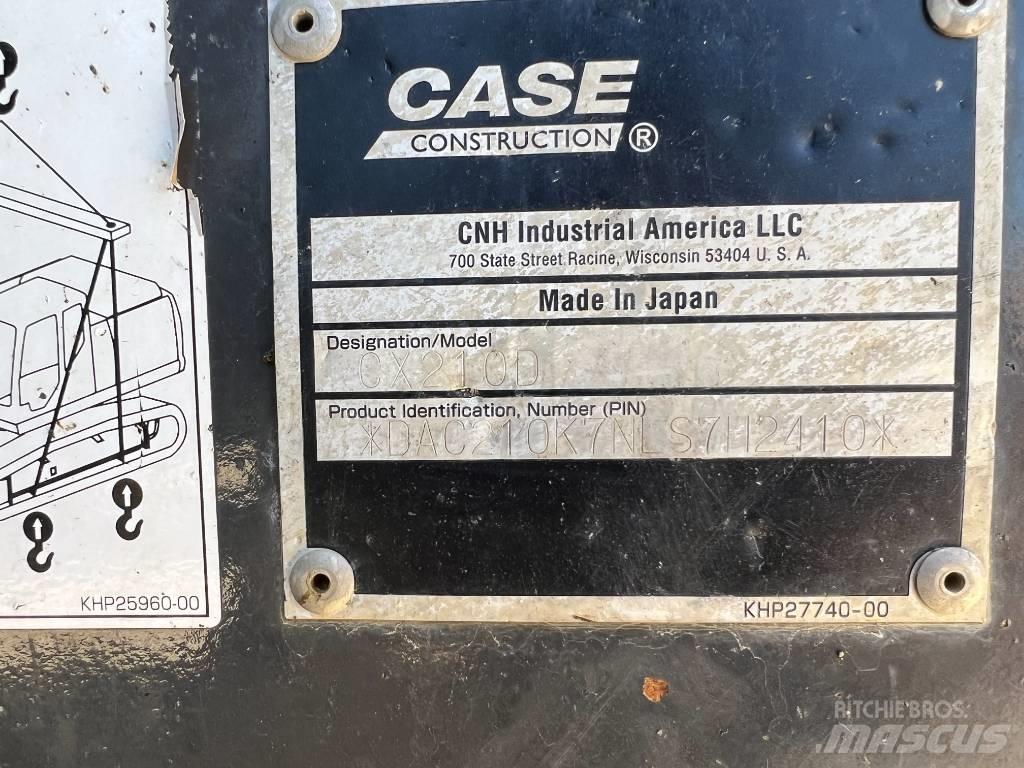 CASE
CONSTRUCTION ®
CNH Industrial America LLC
700 State Street Racine, Wisconsin 53404 U. S. A.
Made In Japan
Designation/Model
CX210D
Product Identification, Number (PIN)
*DAC210K7NLS7H2410*
KHP27740-00
KHP25960-00
RITCHIE BROS.
MASCUS